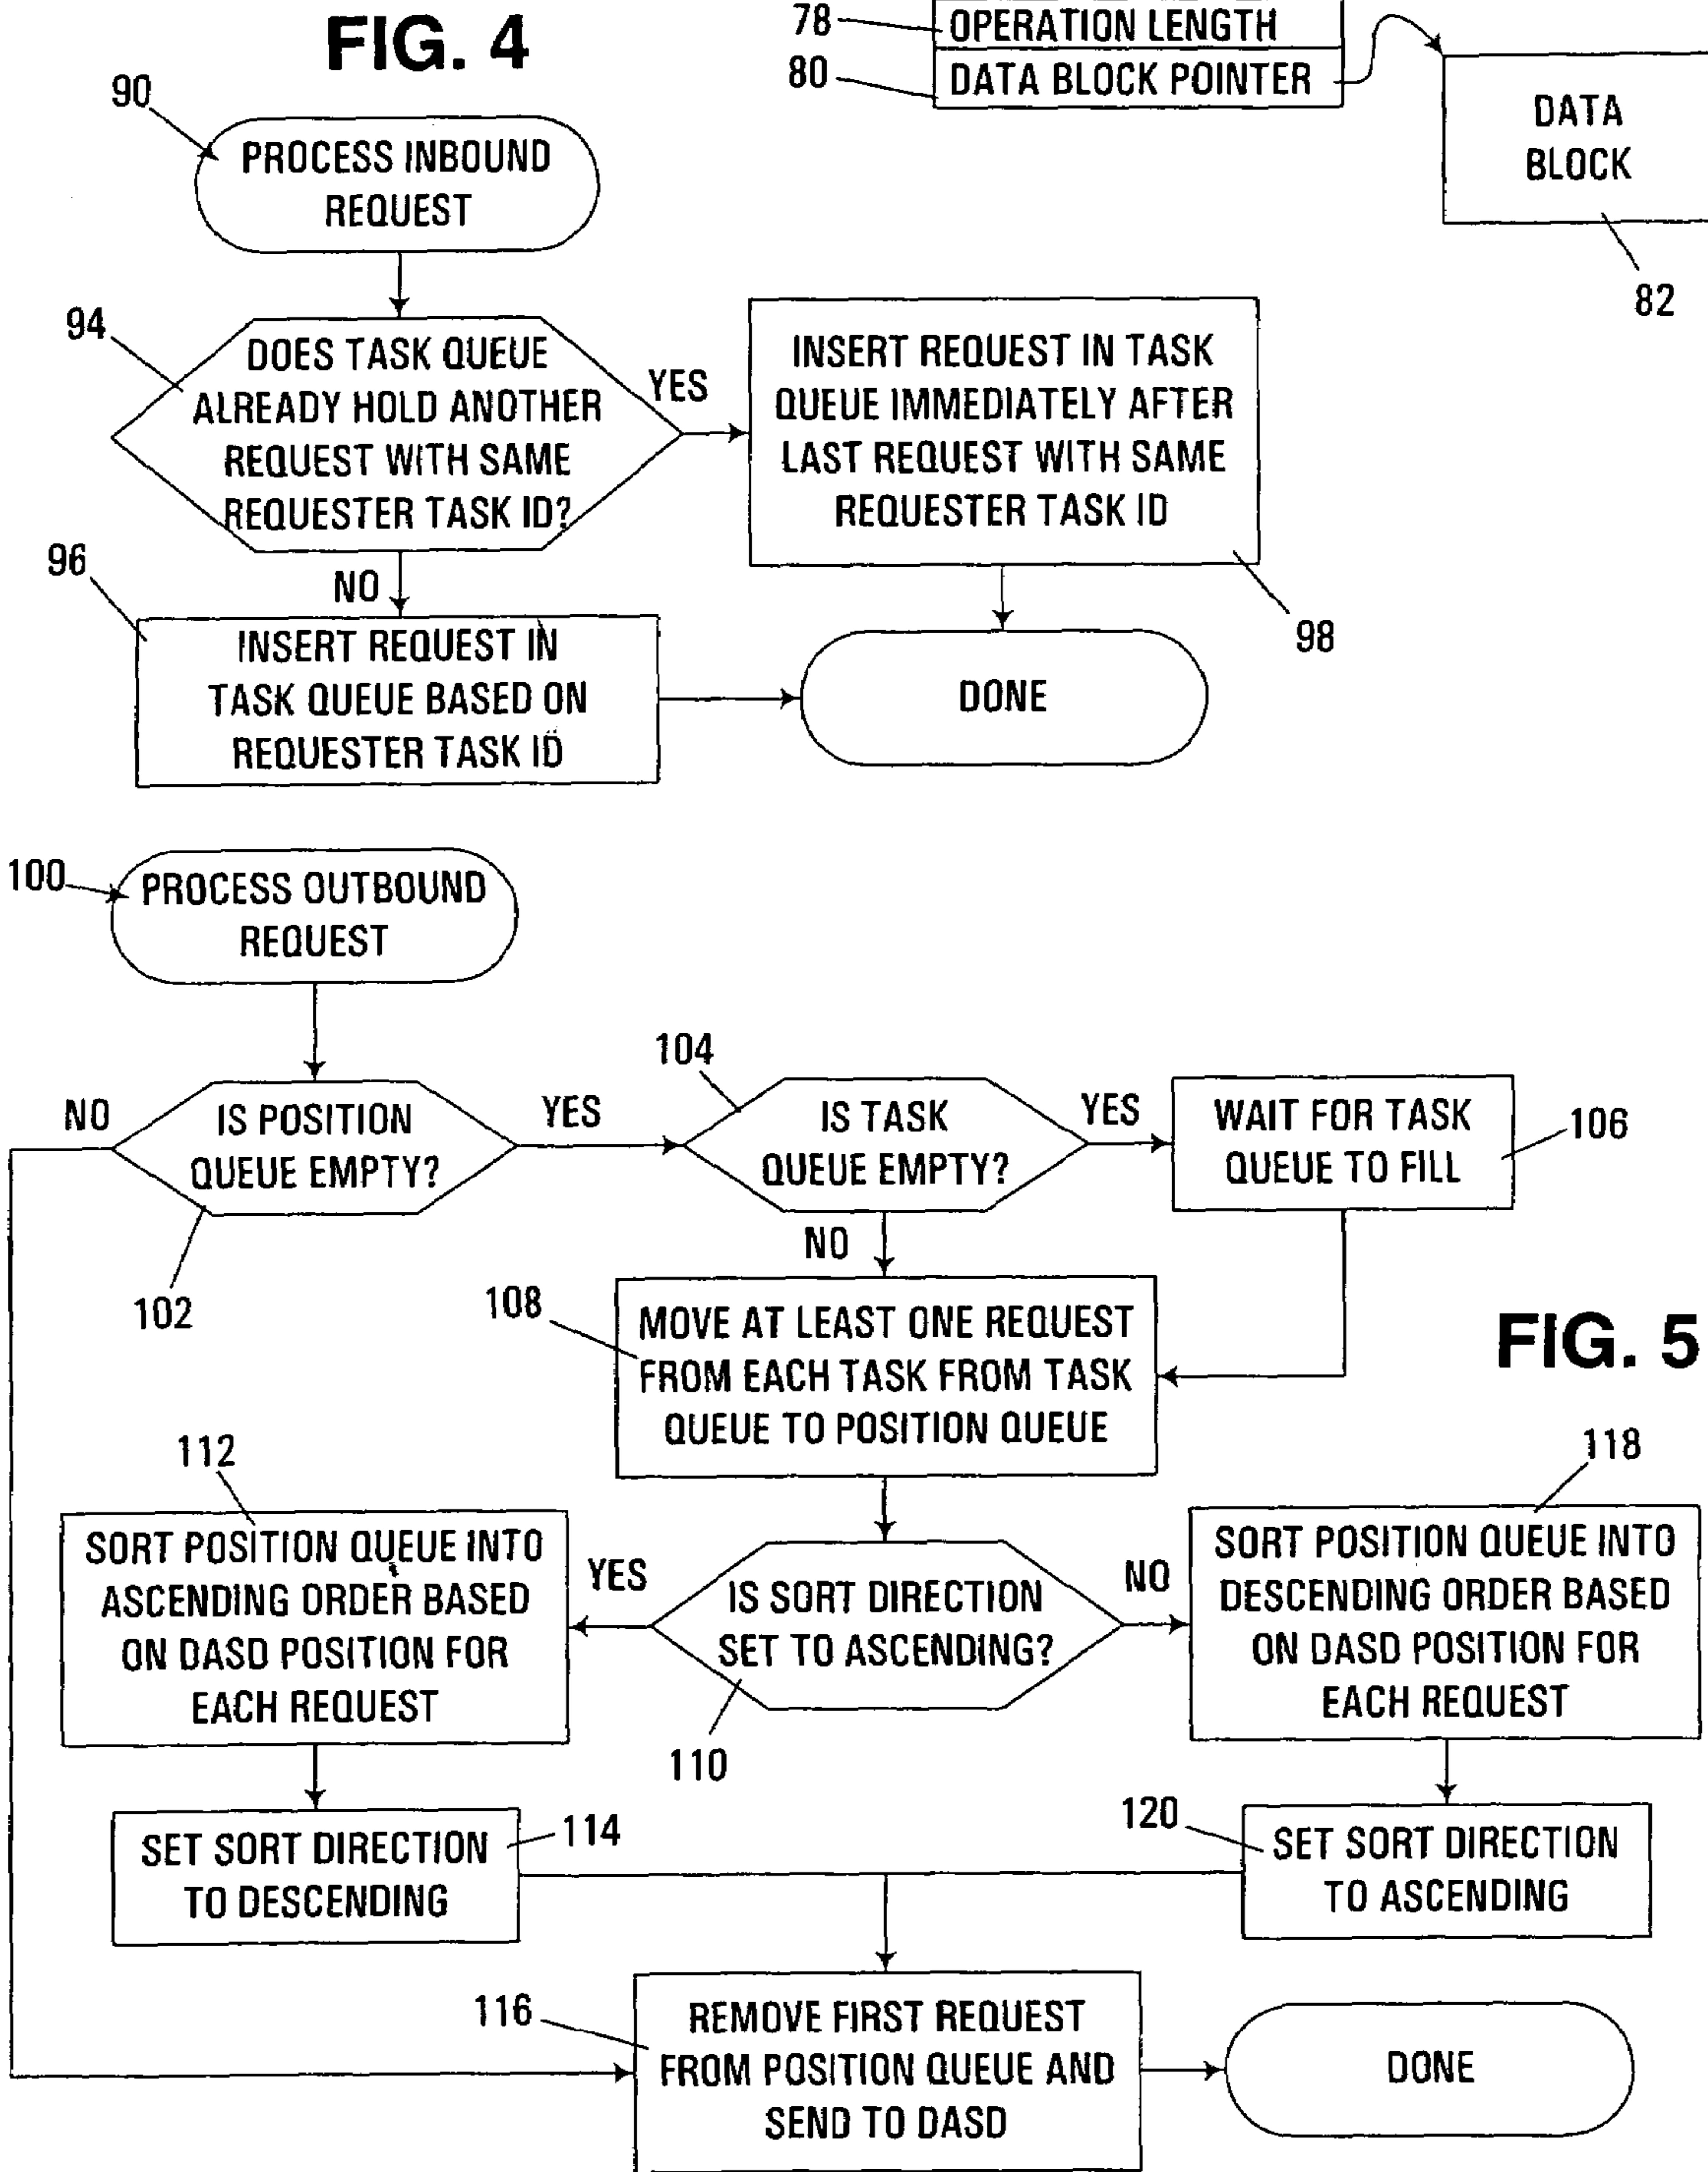 FIG. 4
78
OPERATION LENGTH
80
DATA BLOCK POINTER
DATA
BLOCK
82
90
PROCESS INBOUND
REQUEST
94
DOES TASK QUEUE
ALREADY HOLD ANOTHER
REQUEST WITH SAME
REQUESTER TASK ID?
YES
INSERT REQUEST IN TASK
QUEUE IMMEDIATELY AFTER
LAST REQUEST WITH SAME
REQUESTER TASK ID
98
NO
96
INSERT REQUEST IN
TASK QUEUE BASED ON
REQUESTER TASK ID
DONE
100
PROCESS OUTBOUND
REQUEST
NO
IS POSITION
QUEUE EMPTY?
102
YES
104
IS TASK
QUEUE EMPTY?
YES
WAIT FOR TASK
QUEUE TO FILL
106
NO
108
MOVE AT LEAST ONE REQUEST
FROM EACH TASK FROM TASK
QUEUE TO POSITION QUEUE
FIG. 5
112
SORT POSITION QUEUE INTO
ASCENDING ORDER BASED
ON DASD POSITION FOR
EACH REQUEST
YES
IS SORT DIRECTION
SET TO ASCENDING?
110
NO
118
SORT POSITION QUEUE INTO
DESCENDING ORDER BASED
ON DASD POSITION FOR
EACH REQUEST
SET SORT DIRECTION
TO DESCENDING
114
120
SET SORT DIRECTION
TO ASCENDING
116
REMOVE FIRST REQUEST
FROM POSITION QUEUE AND
SEND TO DASD
DONE